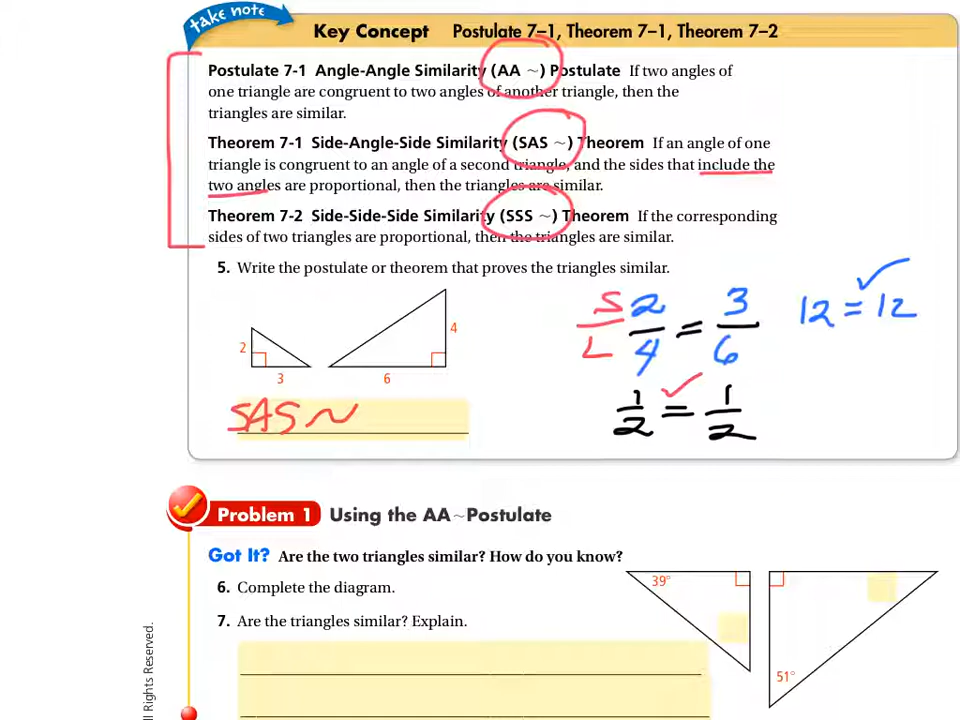 take note
Key Concept Postulate 7–1, Theorem 7–1, Theorem 7–2
Postulate 7-1 Angle-Angle Similarity (AA ~) Postulate If two angles of
one triangle are congruent to two angles of another triangle, then the
triangles are similar.
Theorem 7-1 Side-Angle-Side Similarity (SAS ~) Theorem If an angle of one
triangle is congruent to an angle of a second triangle, and the sides that include the
two angles are proportional, then the triangles are similar.
Theorem 7-2 Side-Side-Side Similarity (SSS ~) Theorem If the corresponding
sides of two triangles are proportional, then the triangles are similar.
5. Write the postulate or theorem that proves the triangles similar.
2
3
4
6
S/L 2/4 = 3/6
12 = 12
1/2 = 1/2
SAS ~
Problem 1 Using the AA~Postulate
Got It? Are the two triangles similar? How do you know?
6. Complete the diagram.
7. Are the triangles similar? Explain.
39°
51°
ll Rights Reserved.